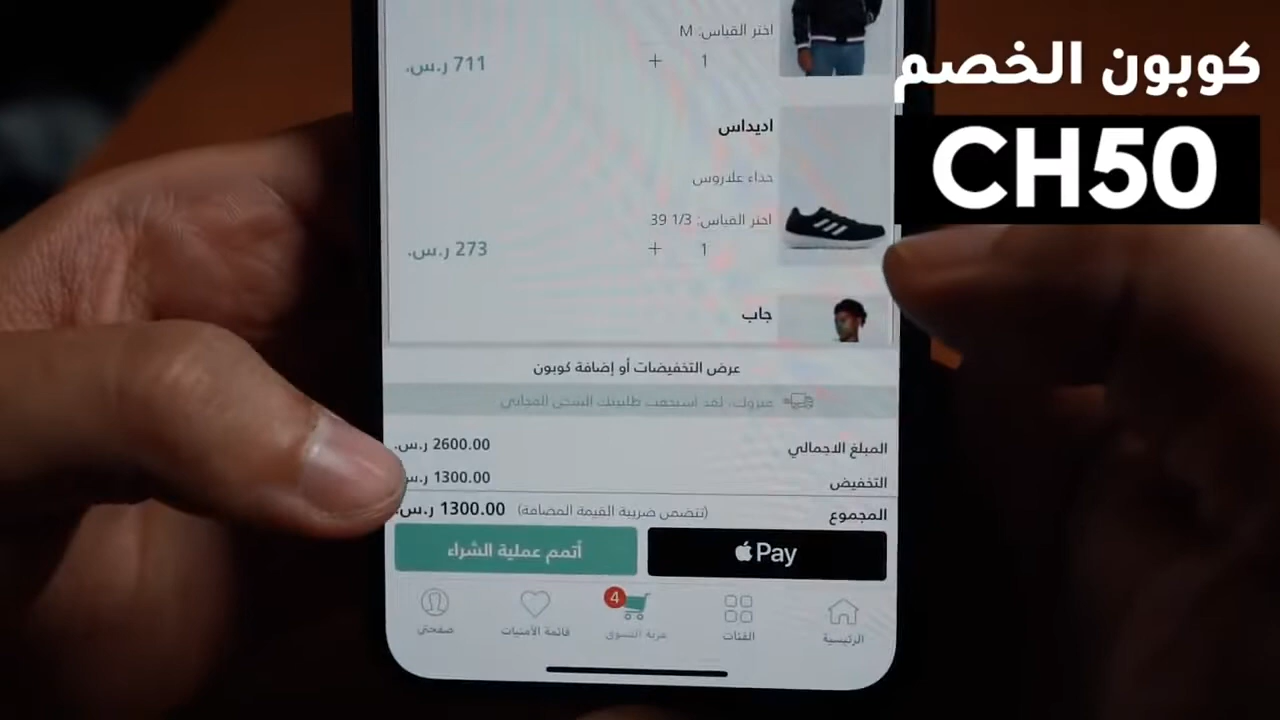 كوبون الخصم
CH50
اختر القياس: M
711 ر.س.
1 +
اديداس
حذاء علاروس
اختر القياس: 39 1/3
273 ر.س.
1 +
جاب
عرض التخفيضات أو إضافة كوبون
مبروك، لقد استحقت طلبيتك الشحن المجاني
المبلغ الاجمالي 2600.00 ر.س.
التخفيض 1300.00 ر.س.
المجموع (تتضمن ضريبة القيمة المضافة) 1300.00 ر.س.
Pay
أتمم عملية الشراء
4
الرئيسية
الفئات
عربة التسوق
قائمة الأمنيات
صفحتي